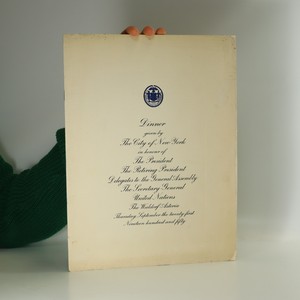 Dinner
given by
The City of New York
in honour of
The President
The Retiring President
Delegates to the General Assembly
The Secretary General
United Nations
The Waldorf Astoria
Thursday September the twenty first
Nineteen hundred and fifty